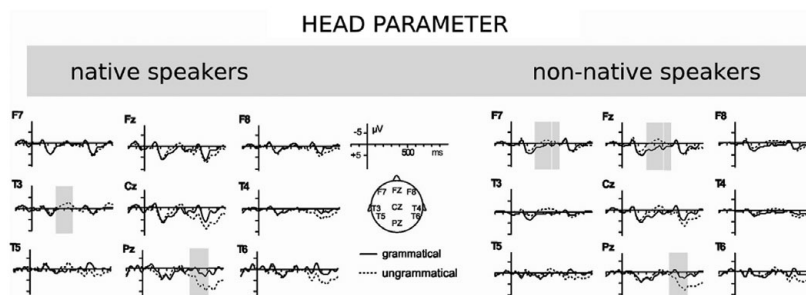 HEAD PARAMETER
native speakers
non-native speakers
F7 Fz F8
-5 µV
+5 500 ms
F7 Fz F8
T3 Cz T4
F7 FZ F8
T3 CZ T4
T5 T6
PZ
T3 Cz T4
T5 Pz T6
grammatical
ungrammatical
T5 Pz T6